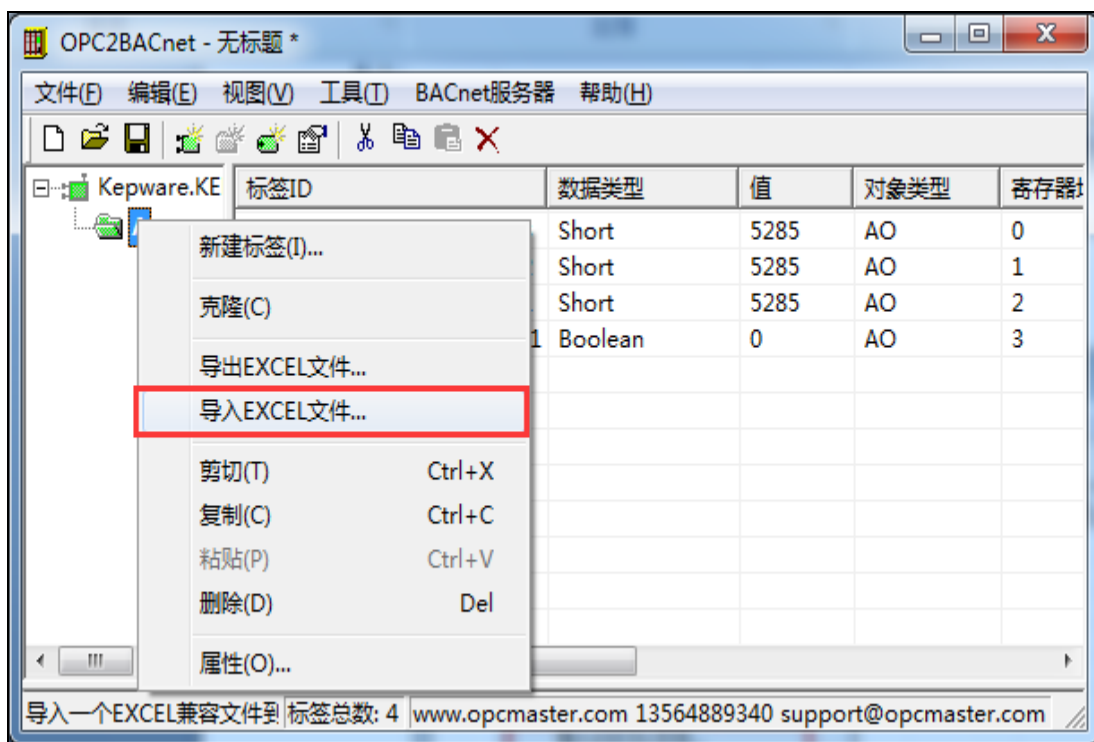 OPC2BACnet - 无标题 *
文件(F) 编辑(E) 视图(V) 工具(T) BACnet服务器 帮助(H)
Kepware.KE 标签ID 数据类型 值 对象类型 寄存器
Short 5285 AO 0
Short 5285 AO 1
Short 5285 AO 2
1 Boolean 0 AO 3
新建标签(I)...
克隆(C)
导出EXCEL文件...
导入EXCEL文件...
剪切(T) Ctrl+X
复制(C) Ctrl+C
粘贴(P) Ctrl+V
删除(D) Del
属性(O)...
导入一个EXCEL兼容文件到 标签总数: 4 www.opcmaster.com 13564889340 support@opcmaster.com